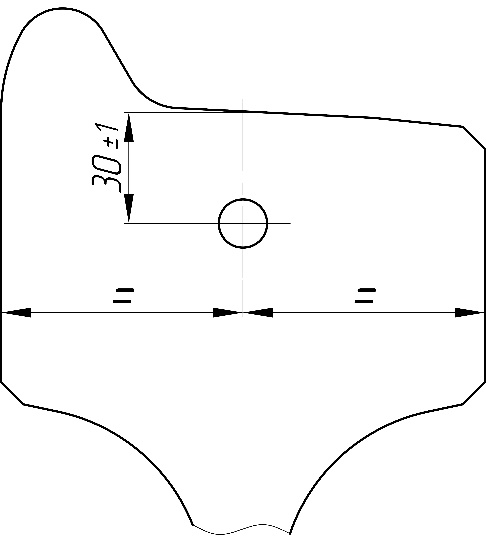 30±1
= =